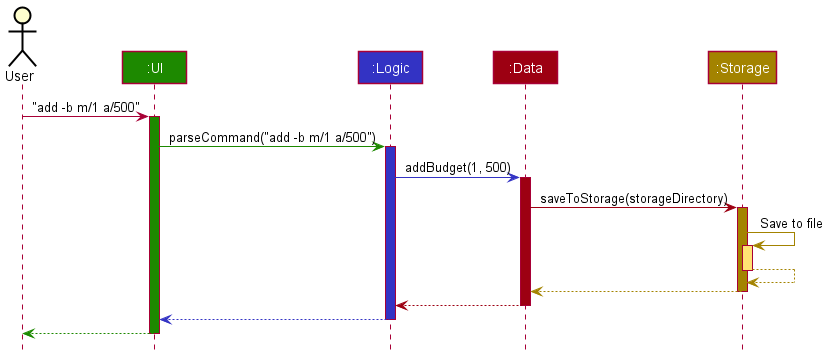 User
:UI
:Logic
:Data
:Storage
"add -b m/1 a/500"
parseCommand("add -b m/1 a/500")
addBudget(1, 500)
saveToStorage(storageDirectory)
Save to file